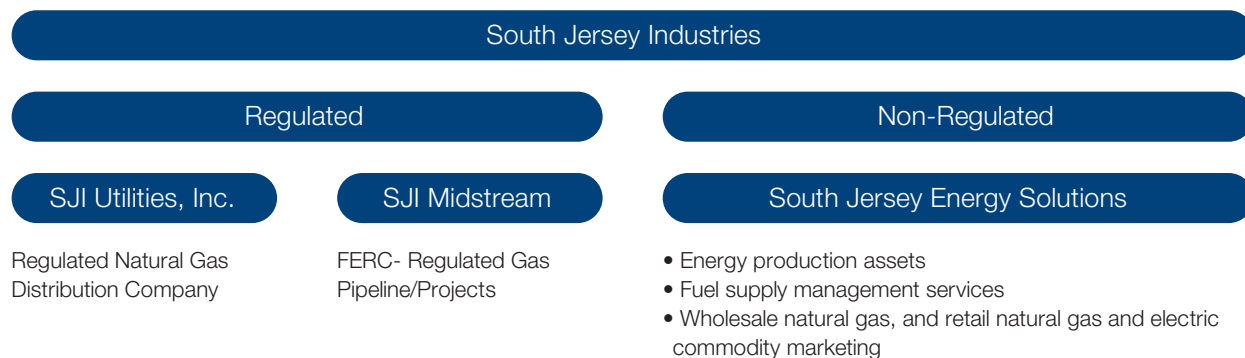 South Jersey Industries
Regulated
Non-Regulated
SJI Utilities, Inc.
SJI Midstream
South Jersey Energy Solutions
Regulated Natural Gas
Distribution Company
FERC- Regulated Gas
Pipeline/Projects
• Energy production assets
• Fuel supply management services
• Wholesale natural gas, and retail natural gas and electric
commodity marketing